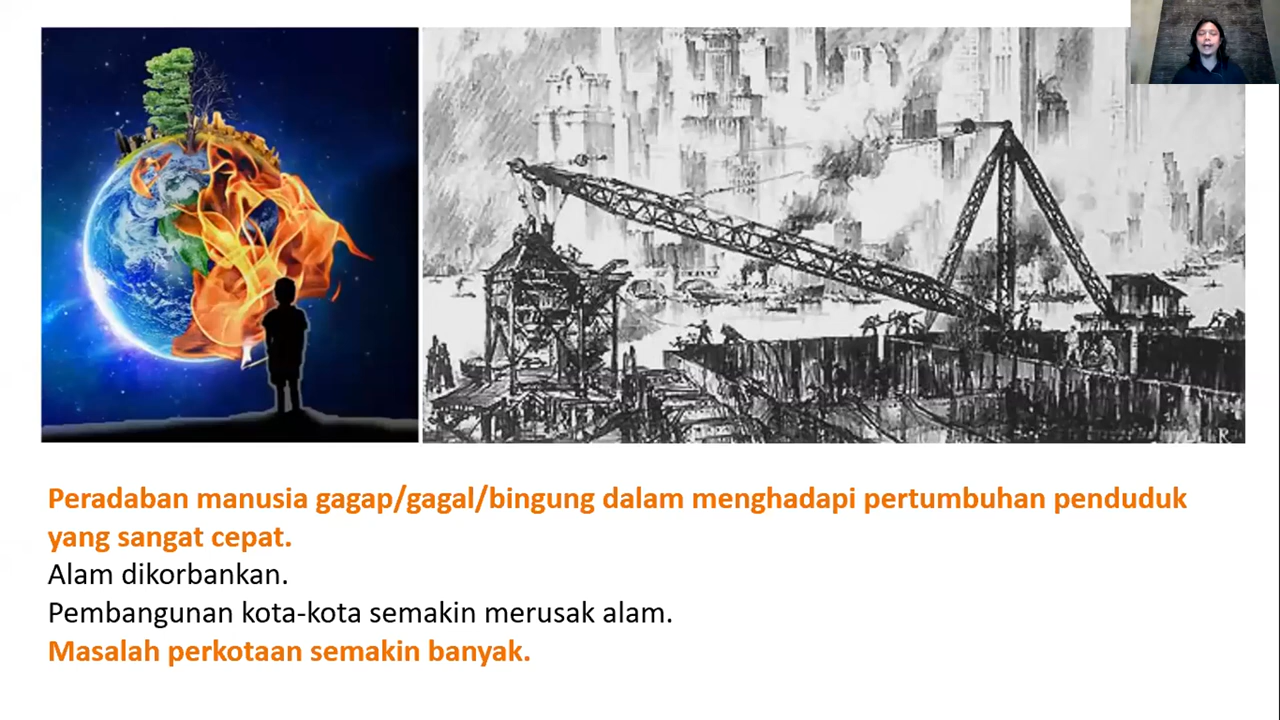 Peradaban manusia gagap/gagal/bingung dalam menghadapi pertumbuhan penduduk
yang sangat cepat.
Alam dikorbankan.
Pembangunan kota-kota semakin merusak alam.
Masalah perkotaan semakin banyak.